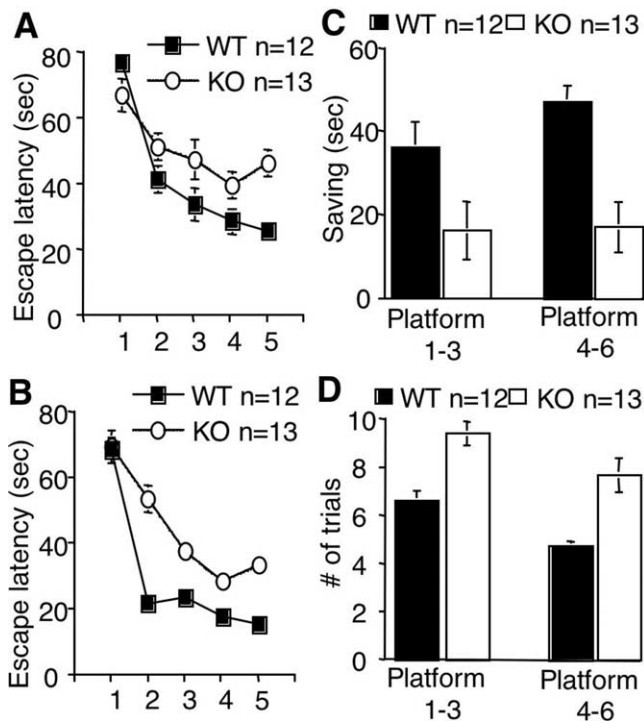 A
WT n=12
KO n=13
Escape latency (sec)
80
60
40
20
0
1 2 3 4 5
B
WT n=12
KO n=13
Escape latency (sec)
80
60
40
20
0
1 2 3 4 5
C
WT n=12 KO n=13
Saving (sec)
60
40
20
0
Platform Platform
1-3 4-6
D
WT n=12 KO n=13
# of trials
10
8
6
4
2
0
Platform Platform
1-3 4-6